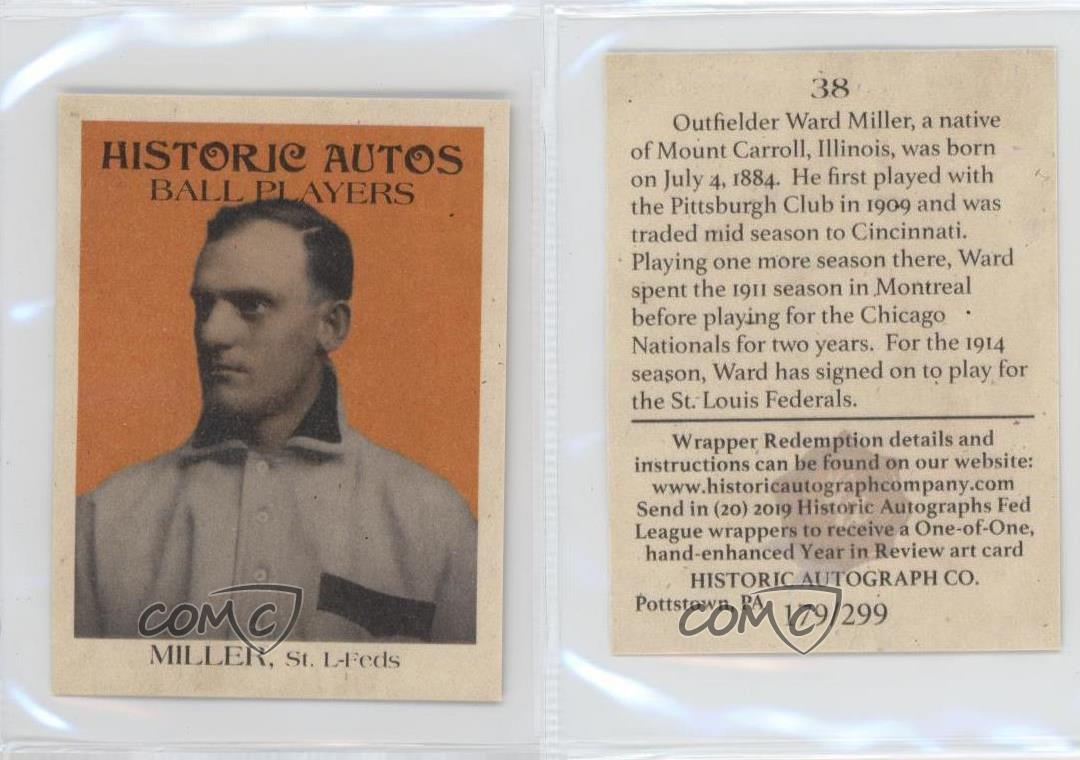 HISTORIC AUTOS
BALL PLAYERS
COMC
MILLER, St. L-Feds
38
Outfielder Ward Miller, a native
of Mount Carroll, Illinois, was born
on July 4, 1884. He first played with
the Pittsburgh Club in 1909 and was
traded mid season to Cincinnati.
Playing one more season there, Ward
spent the 1911 season in Montreal
before playing for the Chicago
Nationals for two years. For the 1914
season, Ward has signed on to play for
the St. Louis Federals.
Wrapper Redemption details and
instructions can be found on our website:
www.historicautographcompany.com
Send in (20) 2019 Historic Autographs Fed
League wrappers to receive a One-of-One,
hand-enhanced Year in Review art card
HISTORIC AUTOGRAPH CO.
Pottstown, PA 179/299
COMC